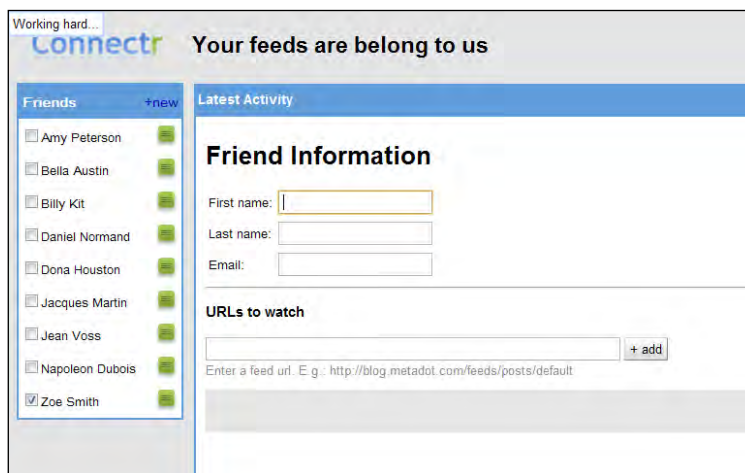 Working hard...
Connectr
Your feeds are belong to us
Friends +new
Amy Peterson
Bella Austin
Billy Kit
Daniel Normand
Dona Houston
Jacques Martin
Jean Voss
Napoleon Dubois
Zoe Smith
Latest Activity
Friend Information
First name:
Last name:
Email:
URLs to watch
+ add
Enter a feed url. E.g.: http://blog.metadot.com/feeds/posts/default